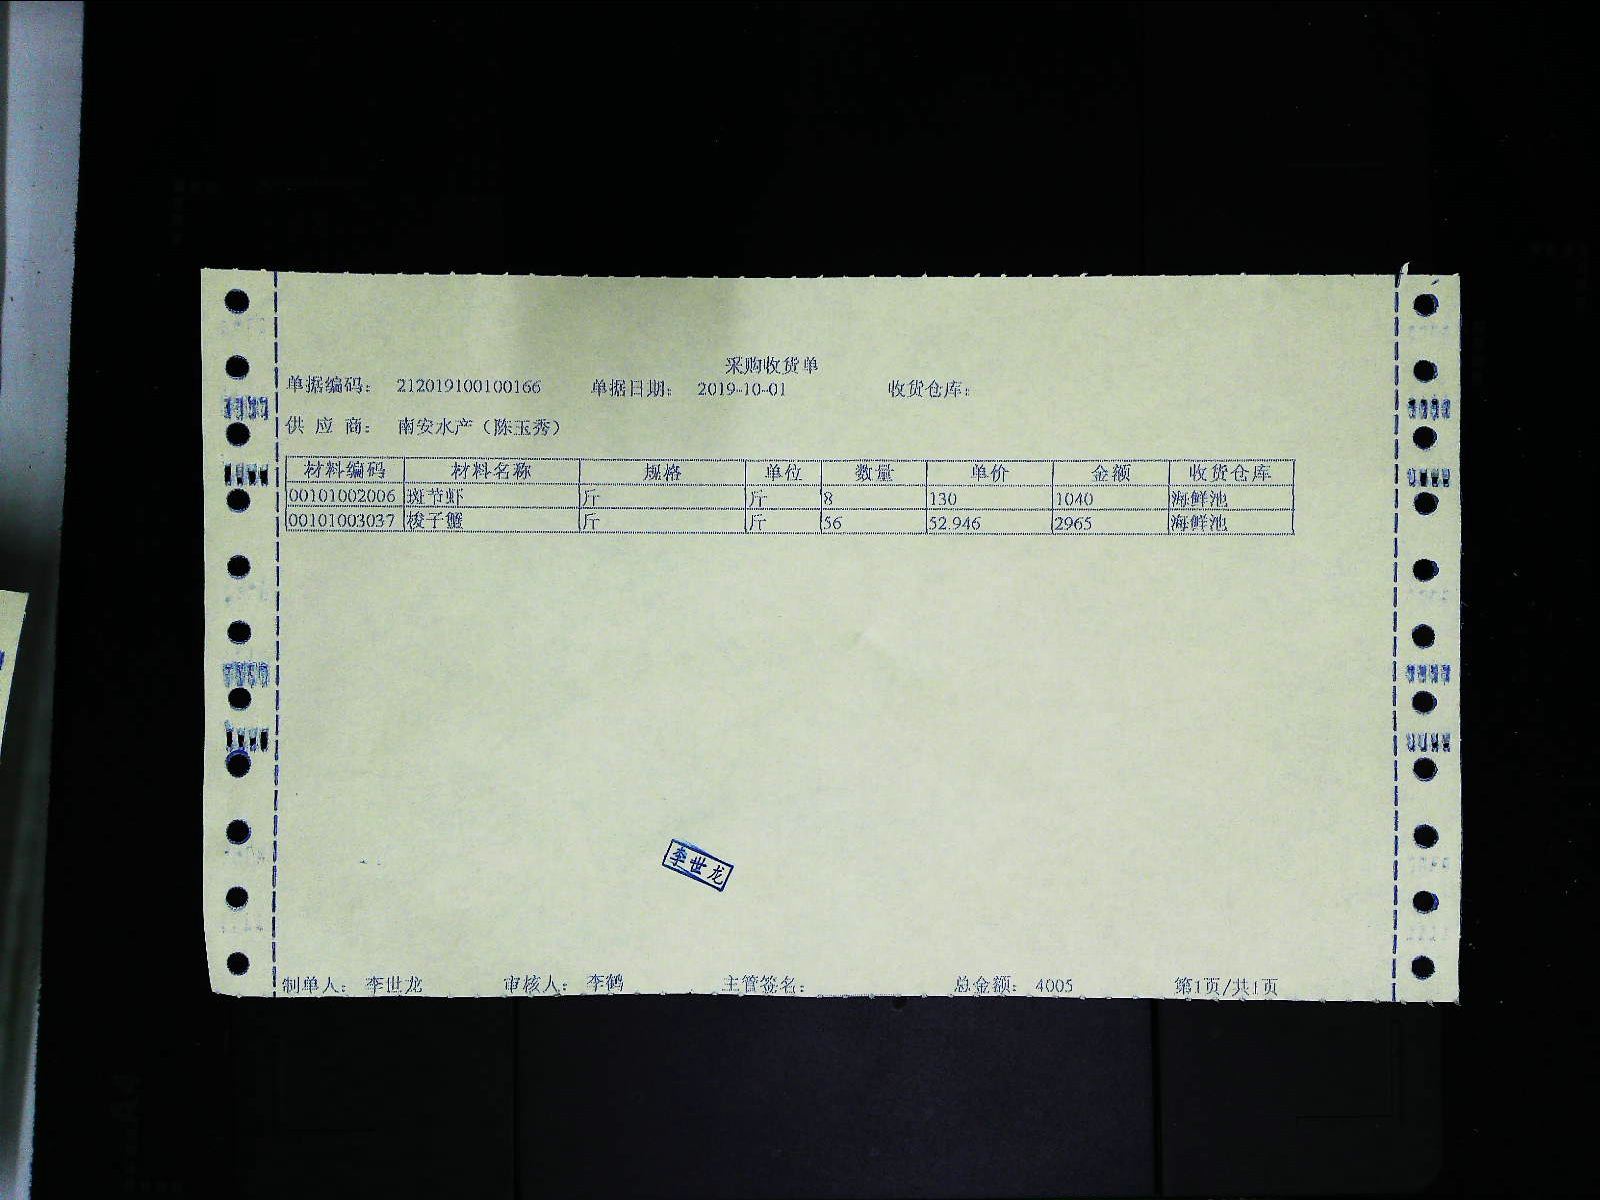 采购收货单
单据编码: 212019100100166 单据日期: 2019-10-01 收货仓库:
供 应 商: 南安水产（陈玉秀）
材料编码 材料名称 规格 单位 数量 单价 金额 收货仓库
00101002006 斑节虾 斤 斤 8 130 1040 海鲜池
00101003037 梭子蟹 斤 斤 56 52.946 2965 海鲜池
李世龙
制单人: 李世龙 审核人: 李鹤 主管签名: 总金额: 4005 第1页/共1页